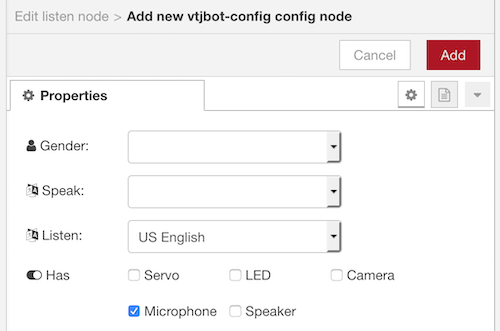 Edit listen node > Add new vtjbot-config config node
Cancel Add
Properties
Gender:
Speak:
Listen: US English
Has Servo LED Camera
Microphone Speaker